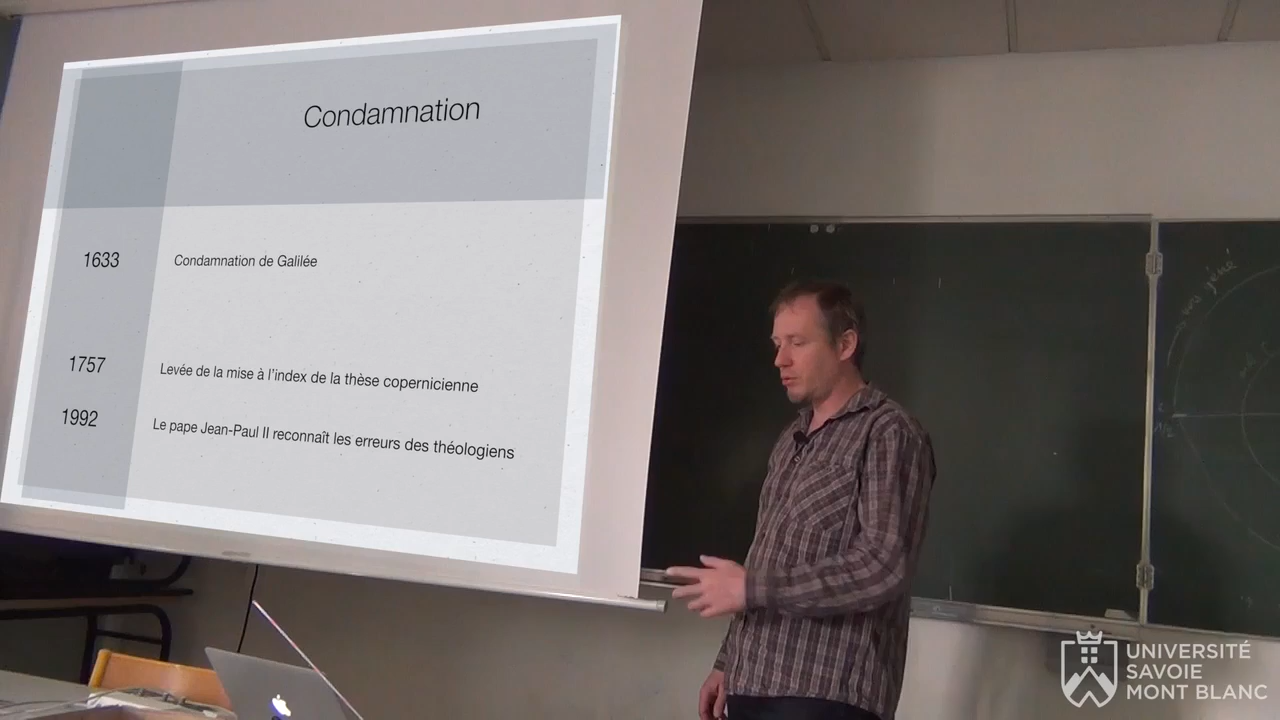 Condamnation
1633
Condamnation de Galilée
1757
Levée de la mise à l'index de la thèse copernicienne
1992
Le pape Jean-Paul II reconnaît les erreurs des théologiens
UNIVERSITÉ
SAVOIE
MONT BLANC